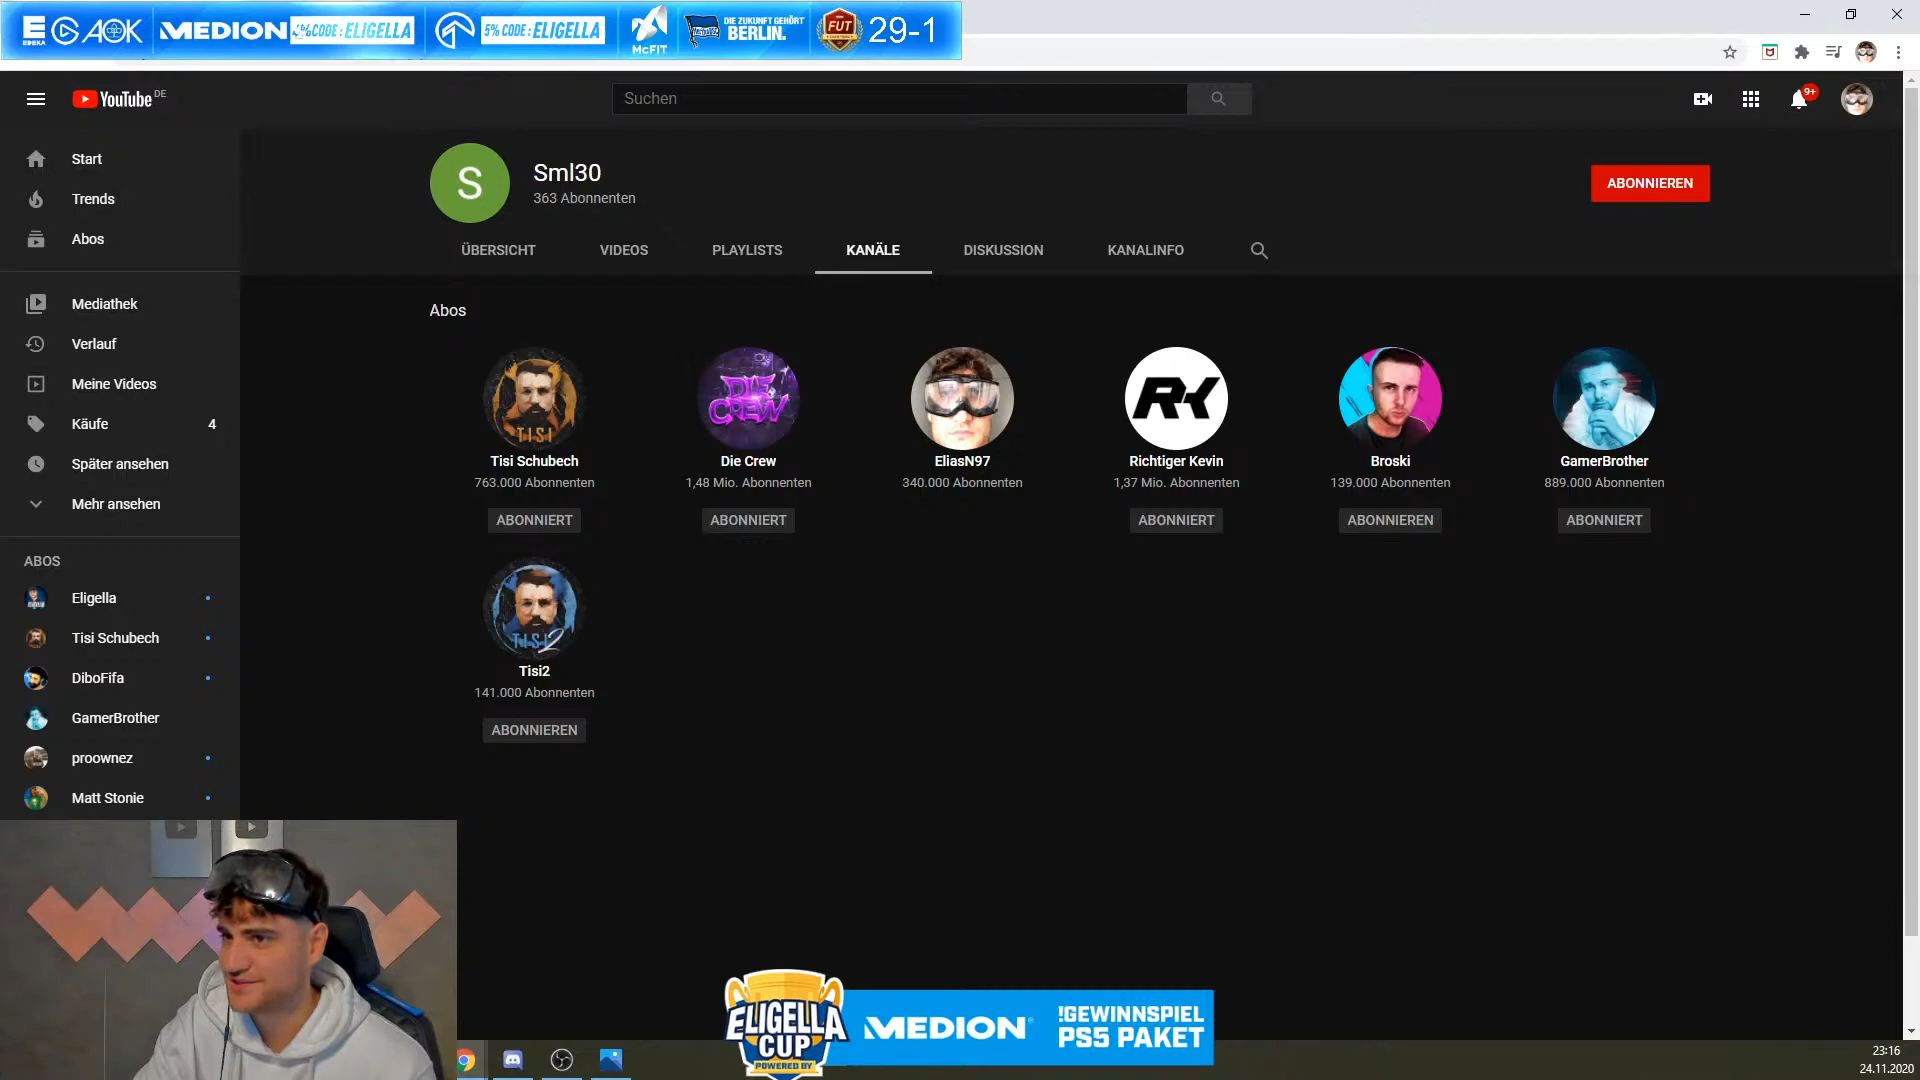 EDEKA
AOK
MEDION
4% CODE : ELIGELLA
5% CODE : ELIGELLA
McFIT
DIE ZUKUNFT GEHÖRT
BERLIN.
FUT
29-1
YouTube DE
Suchen
9+
Start
Trends
Abos
Mediathek
Verlauf
Meine Videos
Käufe 4
Später ansehen
Mehr ansehen
ABOS
Eligella
Tisi Schubech
DiboFifa
GamerBrother
proownez
Matt Stonie
S
Sml30
363 Abonnenten
ABONNIEREN
ÜBERSICHT VIDEOS PLAYLISTS KANÄLE DISKUSSION KANALINFO
Abos
TISI
DIE CREW
RK
Tisi Schubech Die Crew EliasN97 Richtiger Kevin Broski GamerBrother
763.000 Abonnenten 1,48 Mio. Abonnenten 340.000 Abonnenten 1,37 Mio. Abonnenten 139.000 Abonnenten 889.000 Abonnenten
ABONNIERT ABONNIERT ABONNIERT ABONNIEREN ABONNIERT
TISI 2
Tisi2
141.000 Abonnenten
ABONNIEREN
ELIGELLA
CUP
POWERED BY
MEDION
!GEWINNSPIEL
PS5 PAKET
23:16
24.11.2020